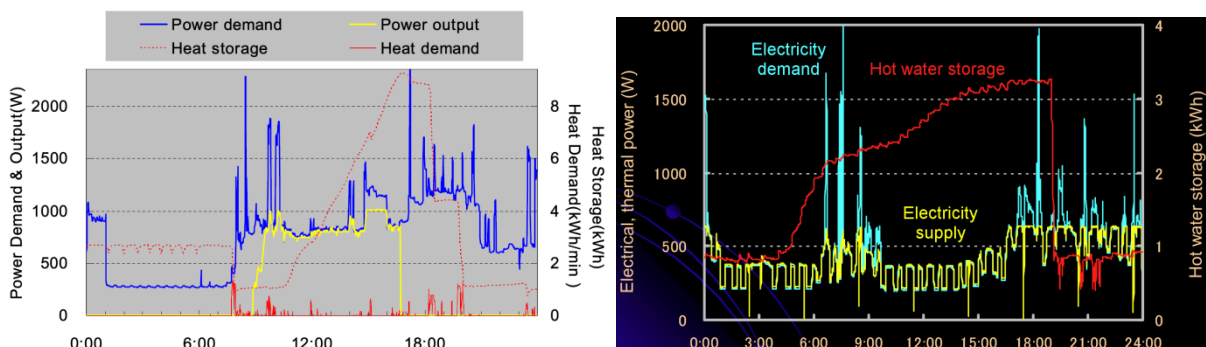 Power demand Power output
Heat storage Heat demand
Power Demand & Output(W)
2000
1500
1000
500
0
8
6
4
2
0
Heat Demand(kWh/min )
Heat Storage(kWh)
0:00 6:00 12:00 18:00
Electrical, thermal power (W)
2000
1500
1000
500
0
Electricity
demand
Hot water storage
Electricity
supply
4
3
2
1
0
Hot water storage (kWh)
0:00 3:00 6:00 9:00 12:00 15:00 18:00 21:00 24:00